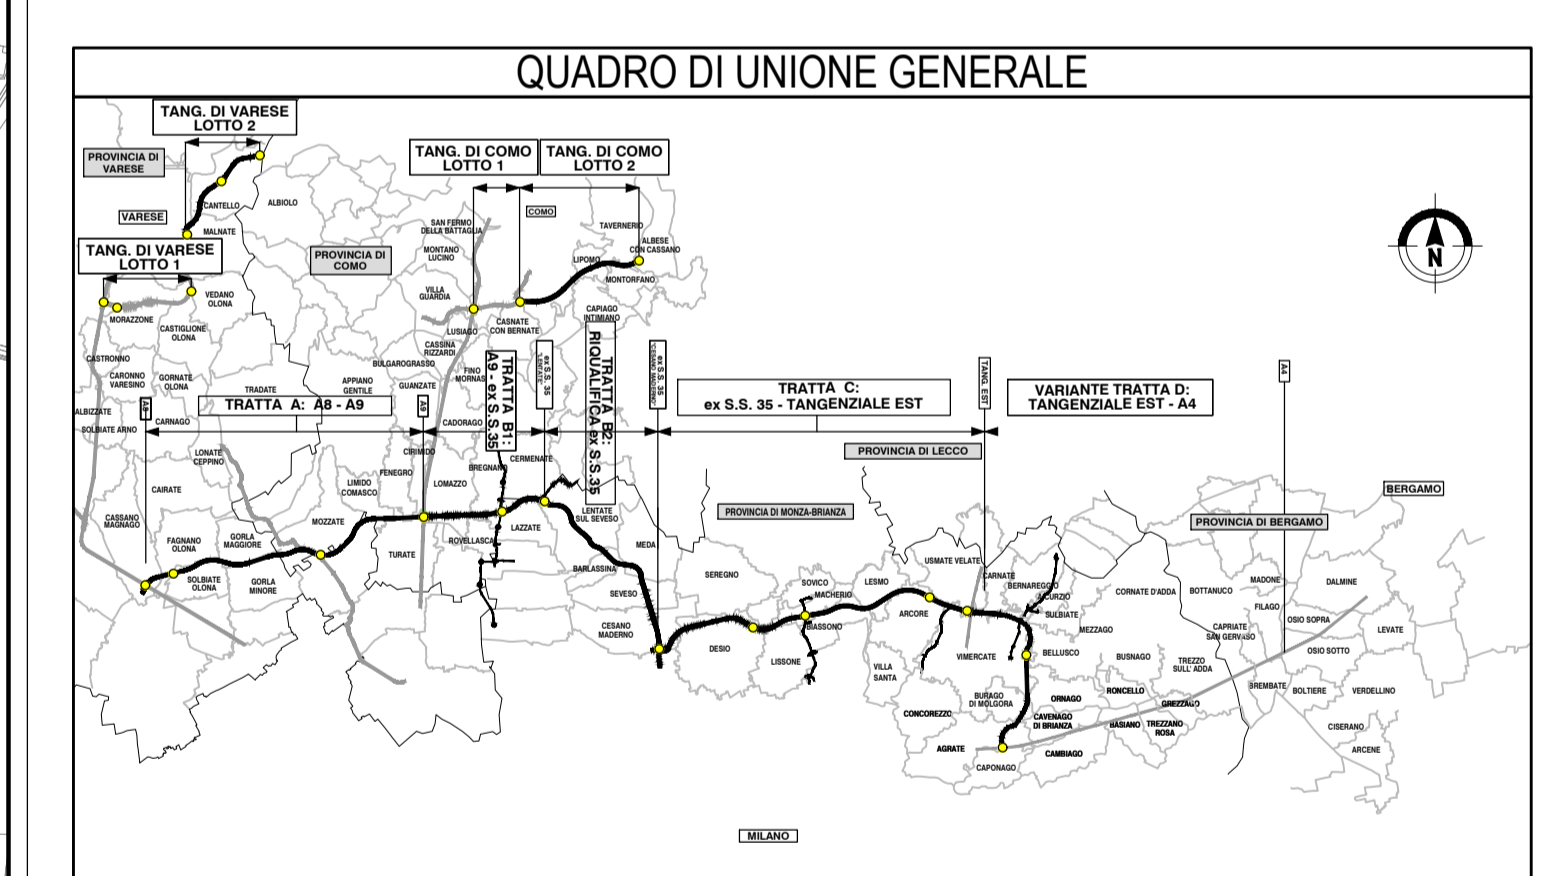 QUADRO DI UNIONE GENERALE
TANG. DI VARESE
LOTTO 2
PROVINCIA DI
VARESE
TANG. DI COMO
LOTTO 1
TANG. DI COMO
LOTTO 2
CANTELLO
ALBIOLO
VARESE
MALNATE
COMO
SAN FERMO
DELLA BATTAGLIA
TAVERNERIO
ALBESE
CON CASSANO
TANG. DI VARESE
LOTTO 1
PROVINCIA DI
COMO
MONTANO
LUCINO
LIPOMO
MONTORFANO
N
VEDANO
OLONA
VILLA
GUARDIA
MORAZZONE
CASTIGLIONE
OLONA
LUSIAGO
CASNATE
CON BERNATE
CAPIAGO
INTIMIANO
CASSINA
RIZZARDI
CASTRONNO
BULGAROGRASSO
CARONNO
VARESINO
GORNATE
OLONA
TRADATE
APPIANO
GENTILE
GUANZATE
FINO
MORNAS
TRATTA B1:
A9 - ex S.S.35
ex S.S. 35
"LENTATE"
TRATTA B2:
RIQUALIFICA ex S.S.35
ex S.S. 35
"CESANO MADERNO"
TRATTA C:
ex S.S. 35 - TANGENZIALE EST
TANG. EST
VARIANTE TRATTA D:
TANGENZIALE EST - A4
A4
TRATTA A: A8 - A9
A8
A9
ALBIZZATE
CARNAGO
SOLBIATE ARNO
CADORAGO
CIRIMIDO
LONATE
CEPPINO
FENEGRO
BREGNANO
CERMENATE
PROVINCIA DI LECCO
LIMIDO
COMASCO
LOMAZZO
CAIRATE
BERGAMO
CASSANO
MAGNAGO
MOZZATE
LAZZATE
LENTATE
SUL SEVESO
PROVINCIA DI MONZA-BRIANZA
PROVINCIA DI BERGAMO
FAGNANO
OLONA
GORLA
MAGGIORE
ROVELLASCA
TURATE
MEDA
SOLBIATE
OLONA
GORLA
MINORE
BARLASSINA
SEVESO
SEREGNO
SOVICO
MACHERIO
LESMO
USMATE VELATE
CARNATE
BERNAREGGIO
AICURZIO
CORNATE D'ADDA
BOTTANUCO
MADONE
DALMINE
CESANO
MADERNO
BIASSONO
ARCORE
SULBIATE
MEZZAGO
FILAGO
CAPRIATE
SAN GERVASO
OSIO SOPRA
LEVATE
DESIO
LISSONE
VILLA
SANTA
VIMERCATE
BELLUSCO
BUSNAGO
TREZZO
SULL' ADDA
OSIO SOTTO
BURAGO
DI MOLGORA
ORNAGO
RONCELLO
GREZZAGO
BREMBATE
BOLTIERE
VERDELLINO
CONCOREZZO
CAVENAGO
DI BRIANZA
BASIANO
TREZZANO
ROSA
CISERANO
AGRATE
CAMBIAGO
ARCENE
CAPONAGO
MILANO